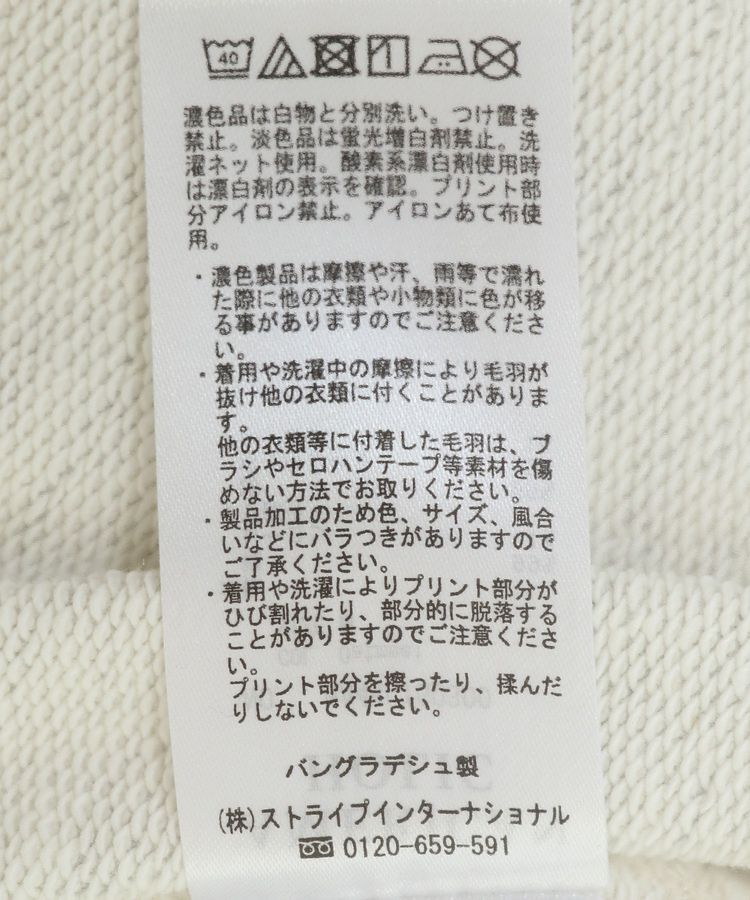 40
濃色品は白物と分別洗い。つけ置き
禁止。淡色品は蛍光増白剤禁止。洗
濯ネット使用。酸素系漂白剤使用時
は漂白剤の表示を確認。プリント部
分アイロン禁止。アイロンあて布使
用。
・濃色製品は摩擦や汗、雨等で濡れ
た際に他の衣類や小物類に色が移
る事がありますのでご注意くださ
い。
・着用や洗濯中の摩擦により毛羽が
抜け他の衣類に付くことがありま
す。
他の衣類等に付着した毛羽は、ブ
ラシやセロハンテープ等素材を傷
めない方法でお取りください。
・製品加工のため色、サイズ、風合
いなどにバラつきがありますので
ご了承ください。
・着用や洗濯によりプリント部分が
ひび割れたり、部分的に脱落する
ことがありますのでご注意くださ
い。
プリント部分を擦ったり、揉んだ
りしないでください。
バングラデシュ製
(株)ストライプインターナショナル
0120-659-591